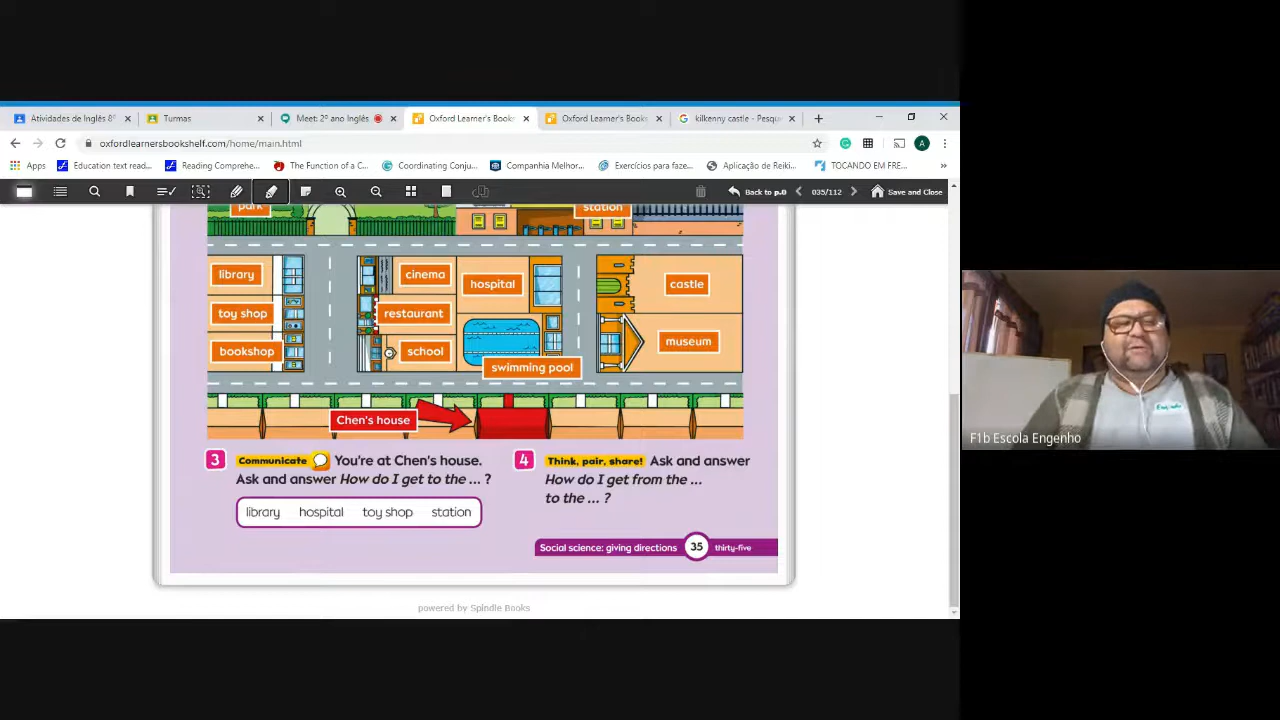 Atividades de Inglês 8º
Turmas
Meet: 2º ano Inglês
Oxford Learner's Books
Oxford Learner's Books
kilkenny castle - Pesqu
oxfordlearnersbookshelf.com/home/main.html
A
Apps
Education text read...
Reading Comprehe...
The Function of a C...
Coordinating Conju...
Companhia Melhor...
Exercícios para faze...
Aplicação de Reiki...
TOCANDO EM FRE...
Back to p.0
035/112
Save and Close
park
station
library
cinema
hospital
castle
toy shop
restaurant
museum
bookshop
school
swimming pool
Chen's house
3 Communicate You're at Chen's house.
Ask and answer How do I get to the ... ?
library hospital toy shop station
4 Think, pair, share! Ask and answer
How do I get from the ...
to the ... ?
Social science: giving directions 35 thirty-five
powered by Spindle Books
F1b Escola Engenho